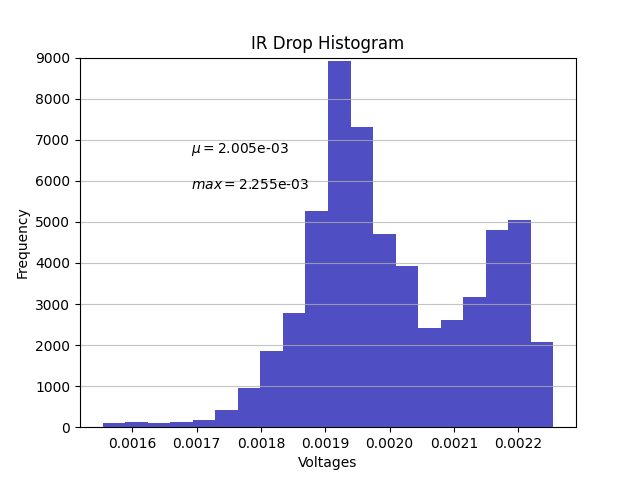 IR Drop Histogram
9000
8000
7000
6000
5000
4000
3000
2000
1000
0
Frequency
μ = 2.005e-03
max = 2.255e-03
0.0016 0.0017 0.0018 0.0019 0.0020 0.0021 0.0022
Voltages